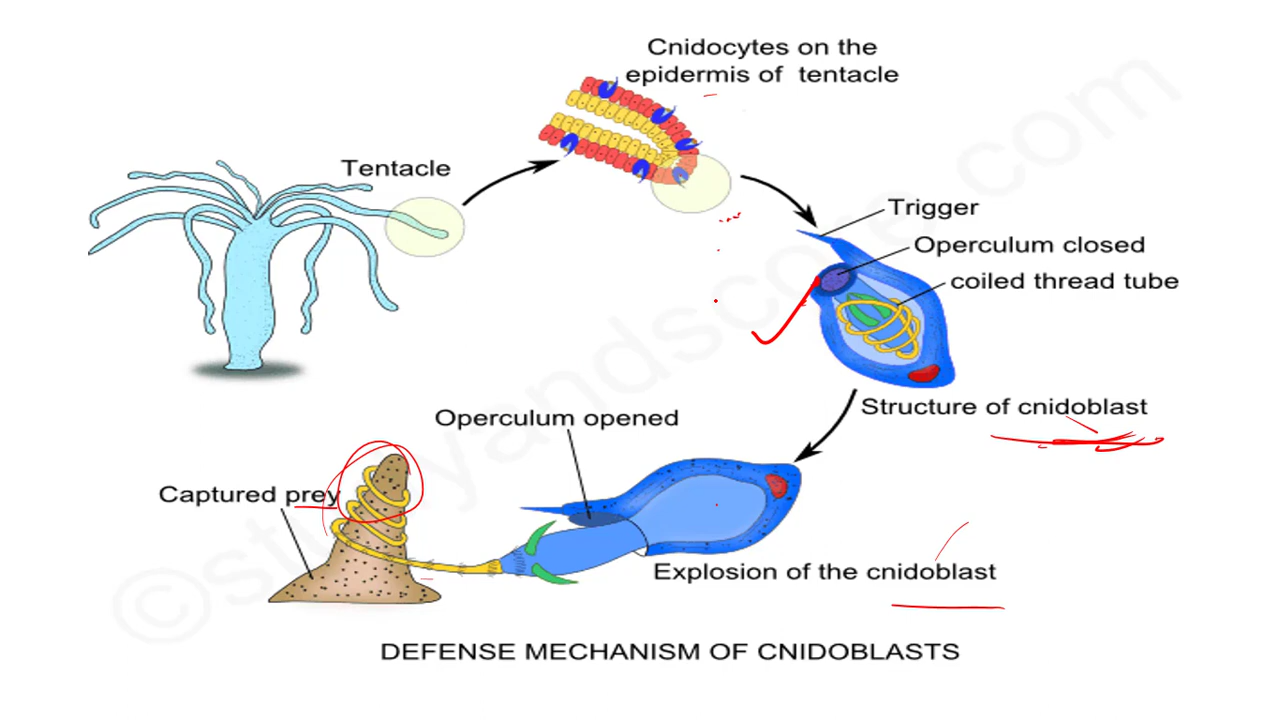 Cnidocytes on the
epidermis of tentacle
Tentacle
Trigger
Operculum closed
coiled thread tube
Structure of cnidoblast
Operculum opened
Captured prey
Explosion of the cnidoblast
DEFENSE MECHANISM OF CNIDOBLASTS